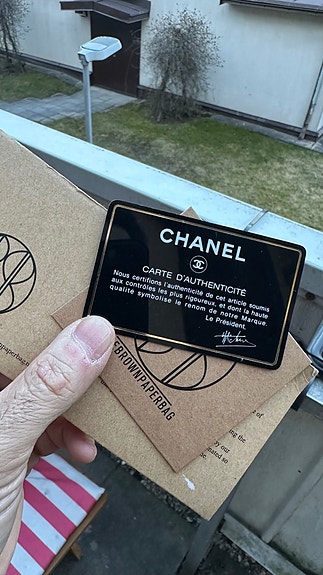 CHANEL
CARTE D'AUTHENTICITÉ
Nous certifions l'authenticité de cet article soumis
aux contrôles les plus rigoureux, et dont la haute
qualité symbolise le renom de notre Marque.
Le Président.
EBROWNPAPERBAG